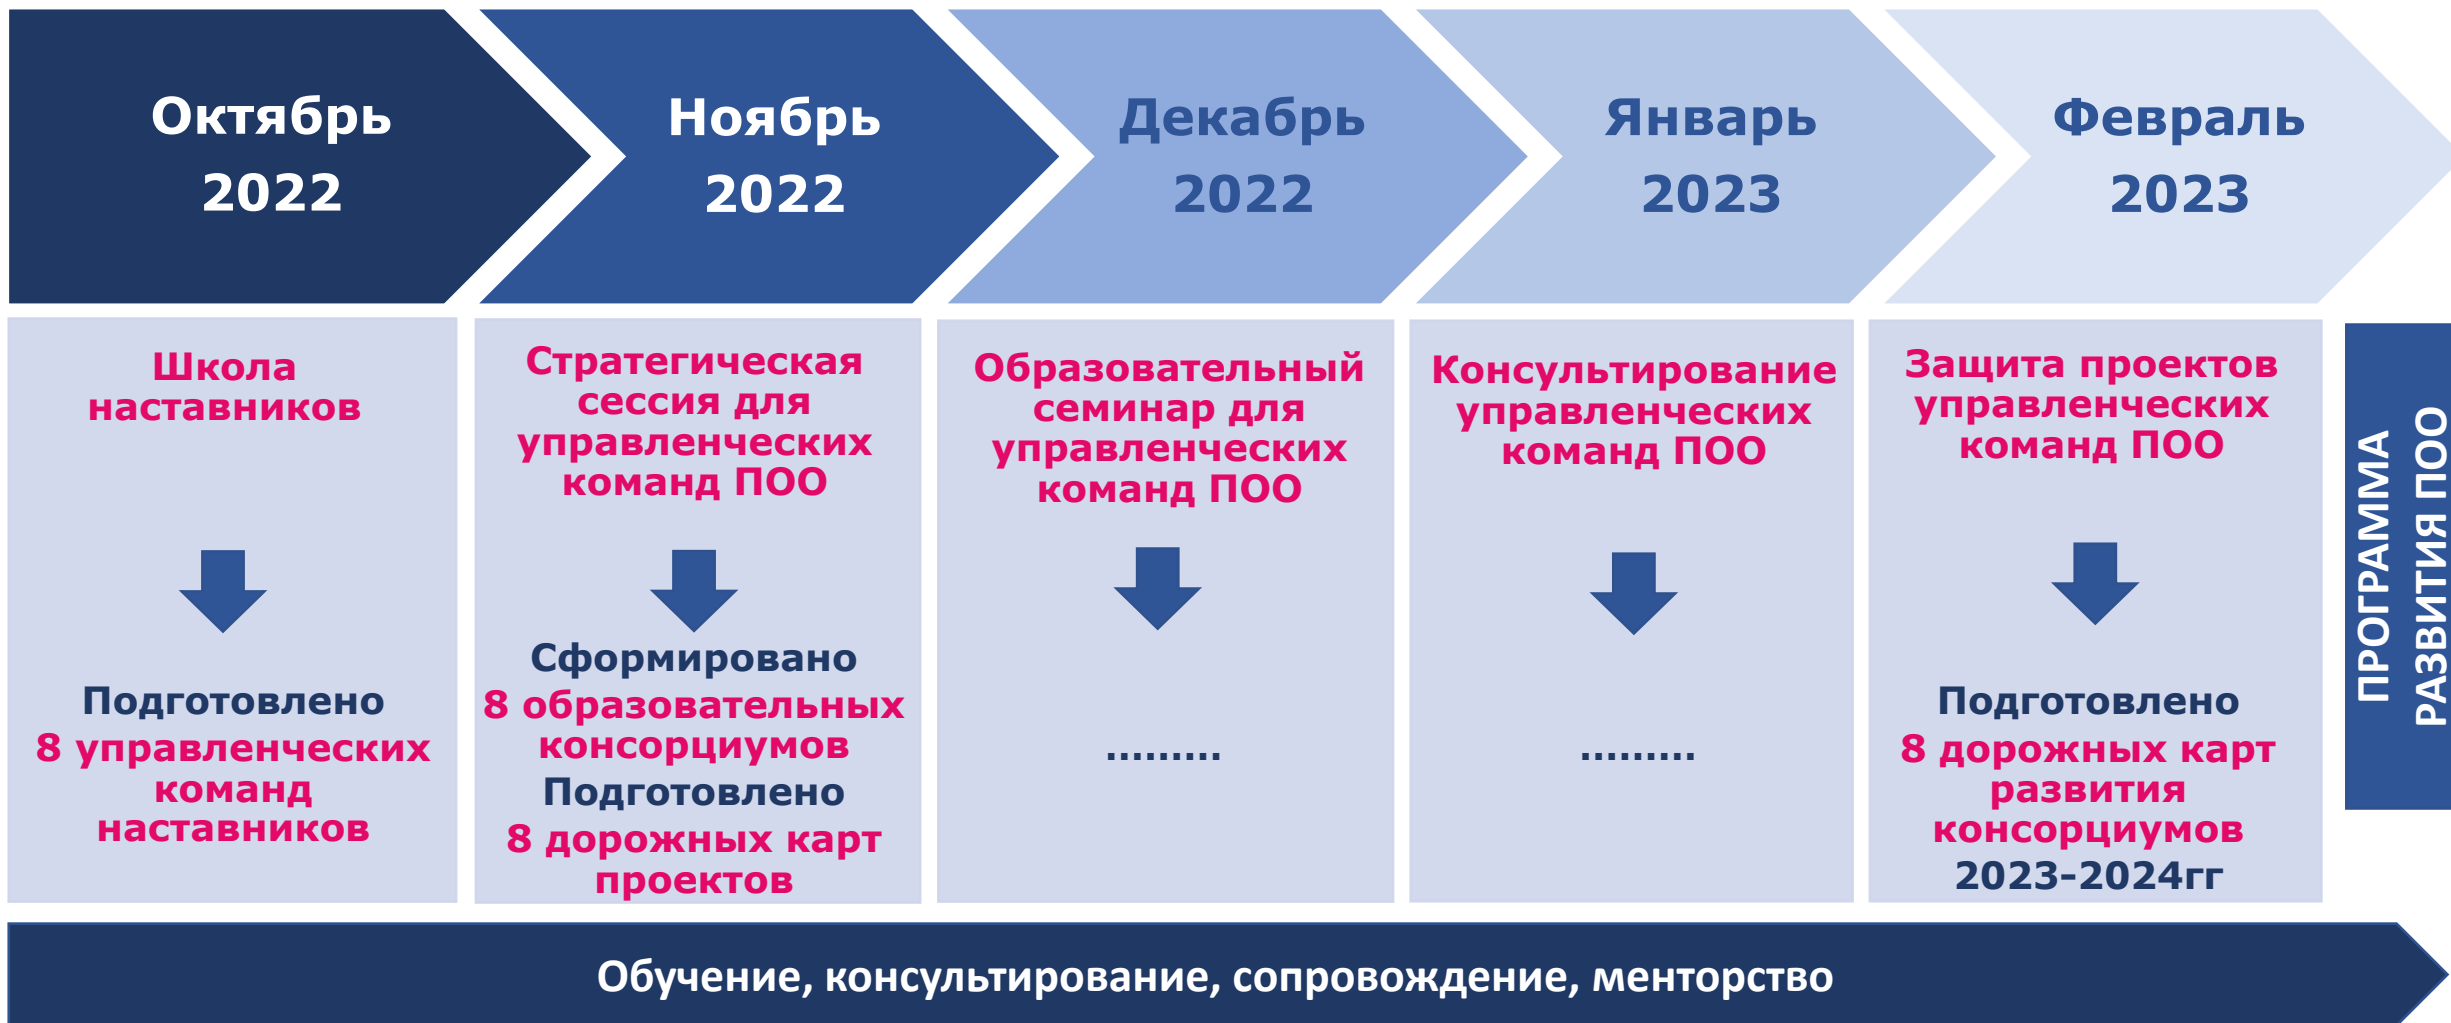 Октябрь
2022
Ноябрь
2022
Декабрь
2022
Январь
2023
Февраль
2023
Школа
наставников
Подготовлено
8 управленческих
команд
наставников
Стратегическая
сессия для
управленческих
команд ПОО
Сформировано
8 образовательных
консорциумов
Подготовлено
8 дорожных карт
проектов
Образовательный
семинар для
управленческих
команд ПОО
.........
Консультирование
управленческих
команд ПОО
.........
Защита проектов
управленческих
команд ПОО
Подготовлено
8 дорожных карт
развития
консорциумов
2023-2024гг
ПРОГРАММА
РАЗВИТИЯ ПОО
Обучение, консультирование, сопровождение, менторство